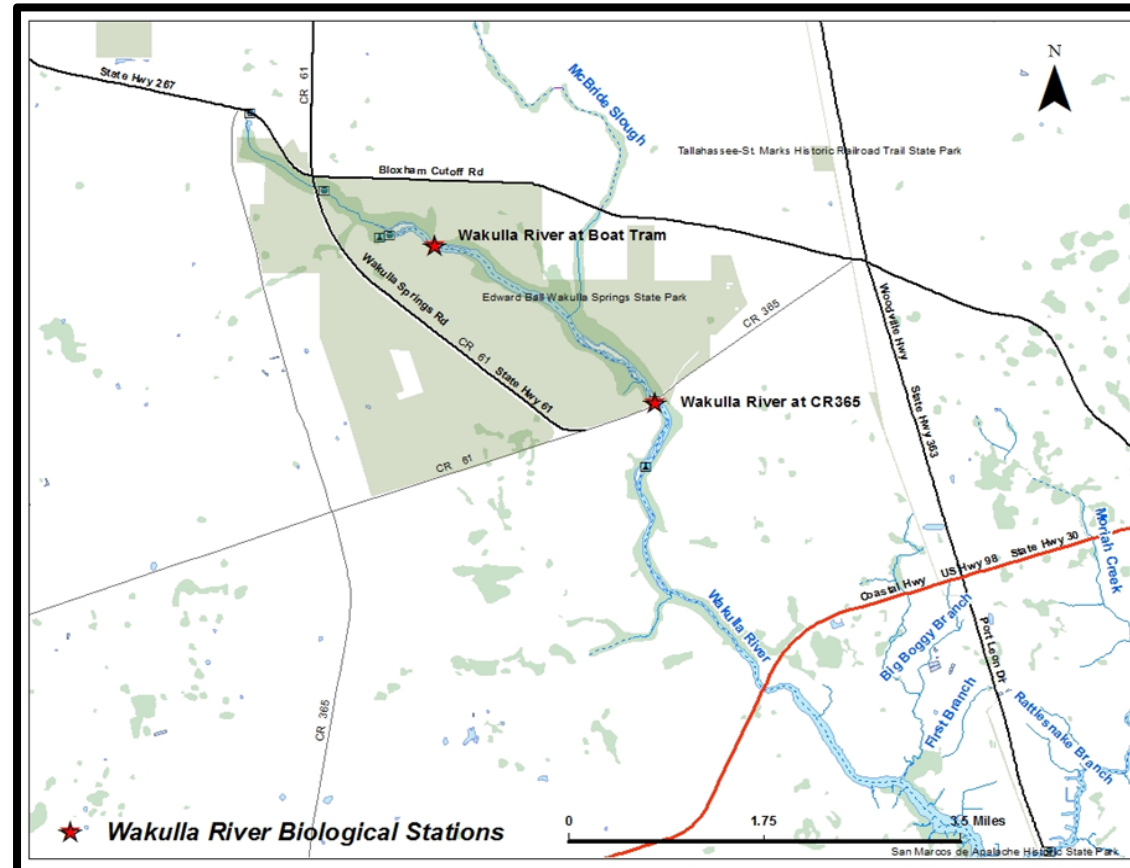 State Hwy 267
CR 61
McBride Slough
N
Tallahassee-St. Marks Historic Railroad Trail State Park
Bloxham Cutoff Rd
Wakulla River at Boat Tram
Wakulla Springs Rd
Edward Ball Wakulla Springs State Park
CR 365
Woodville Hwy
CR 61
State Hwy 61
Wakulla River at CR365
State Hwy 363
CR 61
Moriah Creek
US Hwy 98
State Hwy 30
Coastal Hwy
Wakulla River
Big Boggy Branch
Port Leon Dr
First Branch
Rattlesnake Branch
CR 365
Wakulla River Biological Stations
0 1.75 3.5 Miles
San Marcos de Apalache Historic State Park